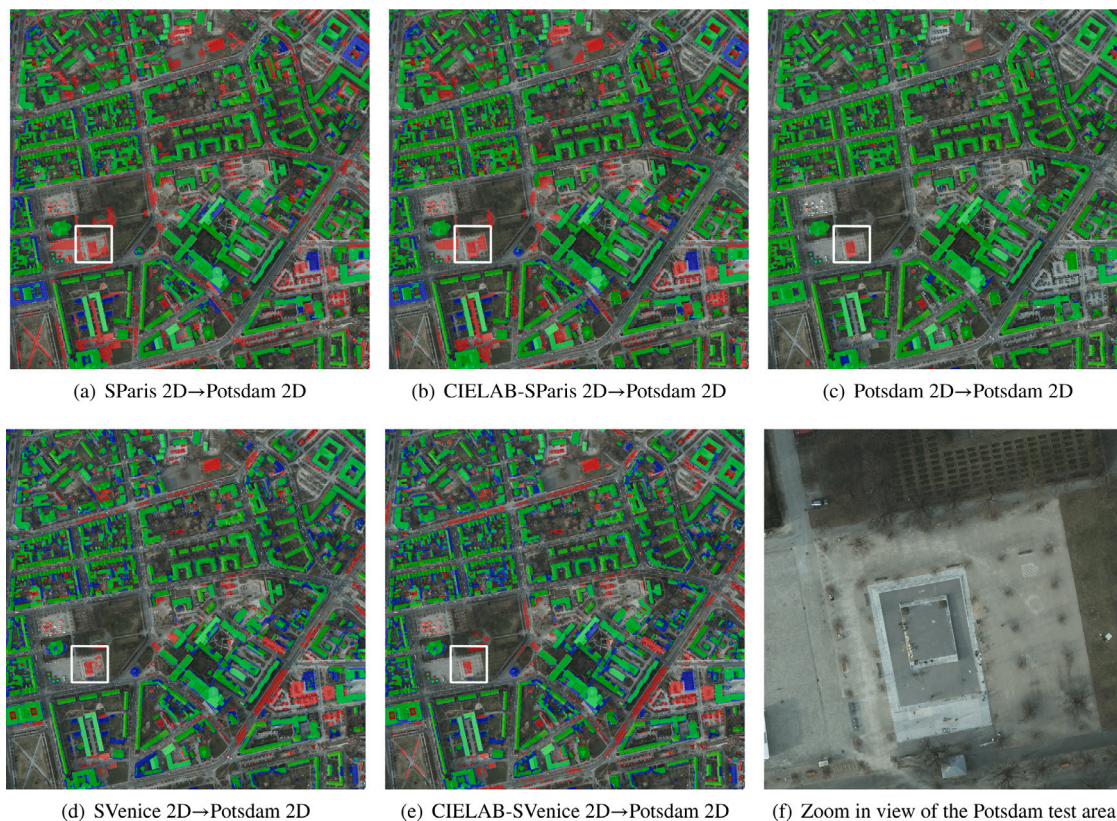 (a) SParis 2D→Potsdam 2D
(b) CIELAB-SParis 2D→Potsdam 2D
(c) Potsdam 2D→Potsdam 2D
(d) SVenice 2D→Potsdam 2D
(e) CIELAB-SVenice 2D→Potsdam 2D
(f) Zoom in view of the Potsdam test area